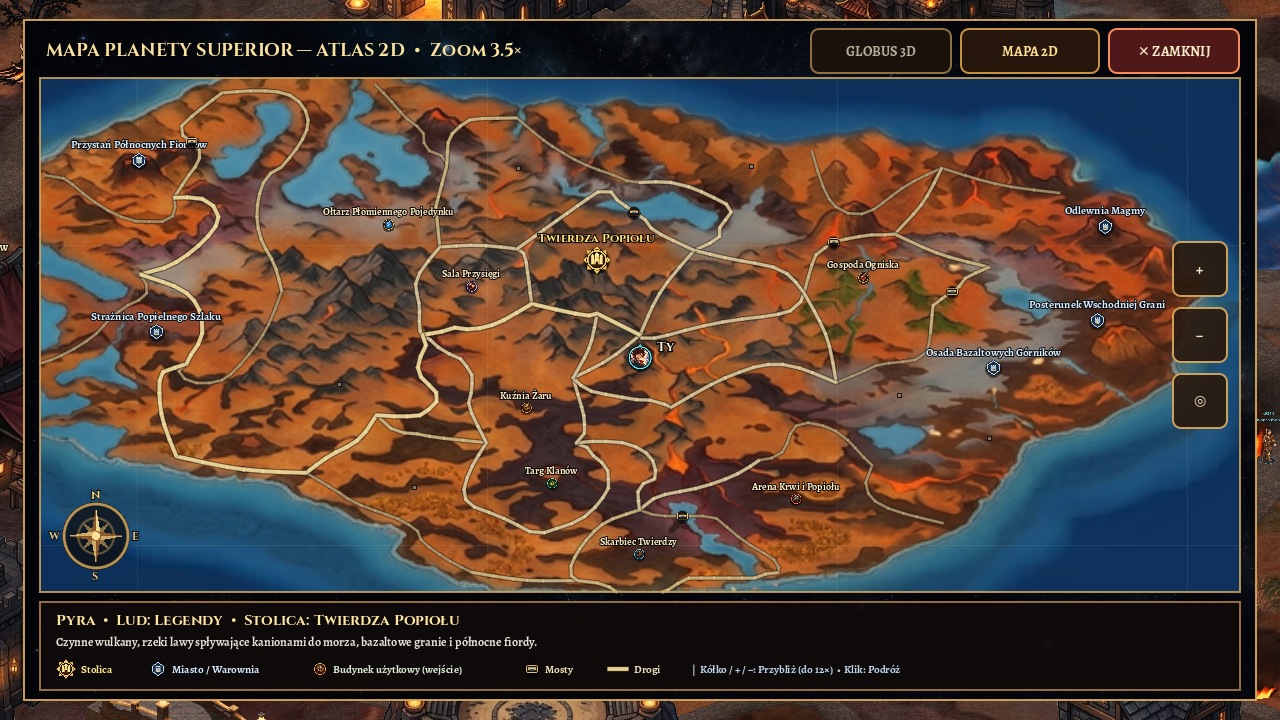 MAPA PLANETY SUPERIOR — ATLAS 2D • ZOOM 3.5×
GLOBUS 3D
MAPA 2D
✕ ZAMKNIJ
Przystań Północnych Fiordów
Ołtarz Płomiennego Pojedynku
Odlewnia Magmy
TWIERDZA POPIOŁU
Sala Przysięgi
Gospoda Ogniska
+
Strażnica Popielnego Szlaku
Posterunek Wschodniej Grani
TY
−
Osada Bazaltowych Górników
Kuźnia Żaru
◎
Targ Klanów
Arena Krwi i Popiołu
Skarbiec Twierdzy
N
W
E
S
PYRA • LUD: LEGENDY • STOLICA: TWIERDZA POPIOŁU
Czynne wulkany, rzeki lawy spływające kanionami do morza, bazaltowe granie i północne fiordy.
Stolica
Miasto / Warownia
Budynek użytkowy (wejście)
Mosty
Drogi
| Kółko / + / −: Przybliż (do 12×) • Klik: Podróż